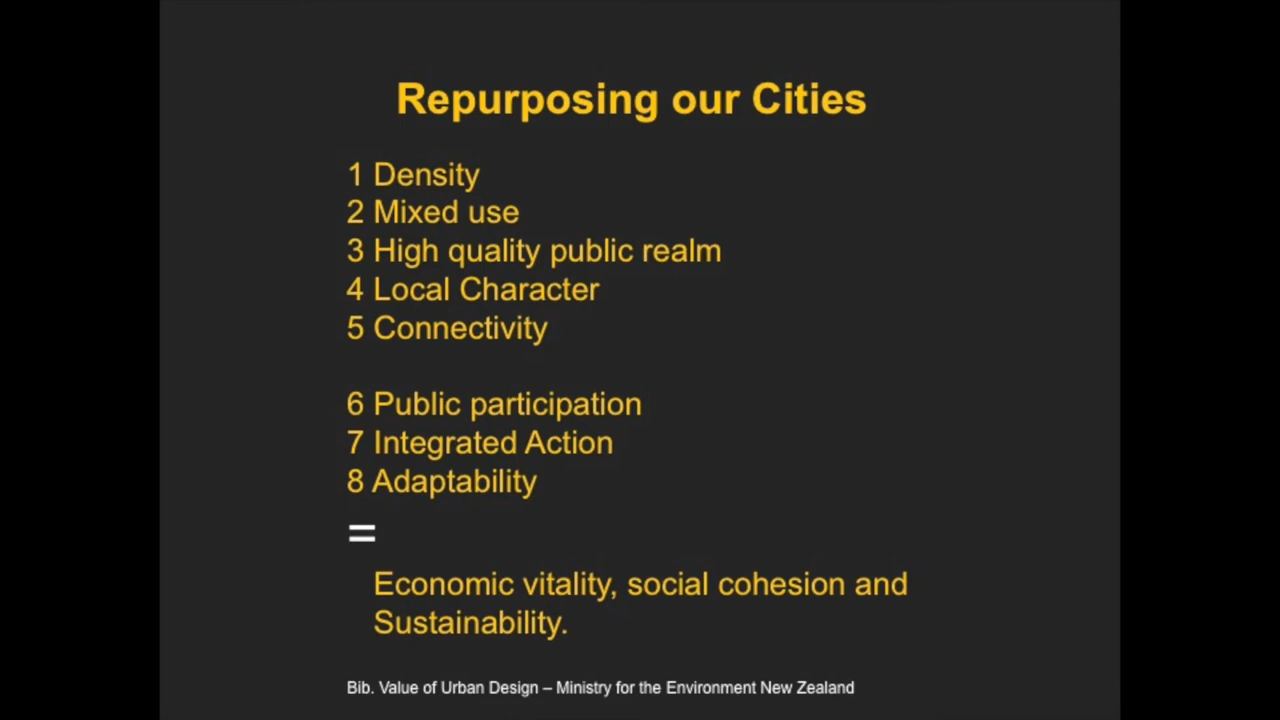 Repurposing our Cities
1 Density
2 Mixed use
3 High quality public realm
4 Local Character
5 Connectivity
6 Public participation
7 Integrated Action
8 Adaptability
=
Economic vitality, social cohesion and
Sustainability.
Bib. Value of Urban Design – Ministry for the Environment New Zealand